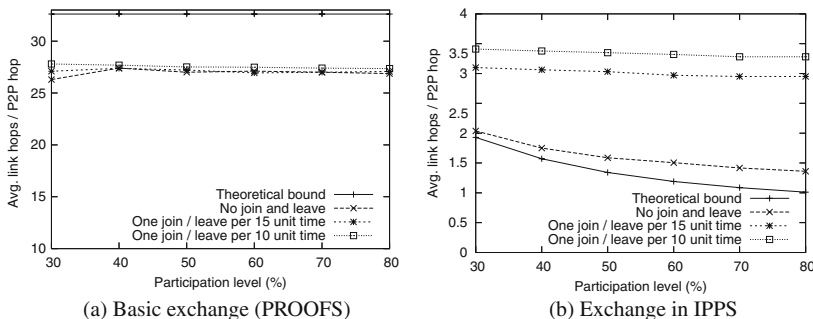 Avg. link hops / P2P hop
30
25
20
15
10
Theoretical bound
No join and leave
One join / leave per 15 unit time
One join / leave per 10 unit time
30 40 50 60 70 80
Participation level (%)
(a) Basic exchange (PROOFS)
Avg. link hops / P2P hop
4
3.5
3
2.5
2
1.5
1
0.5
0
Theoretical bound
No join and leave
One join / leave per 15 unit time
One join / leave per 10 unit time
30 40 50 60 70 80
Participation level (%)
(b) Exchange in IPPS